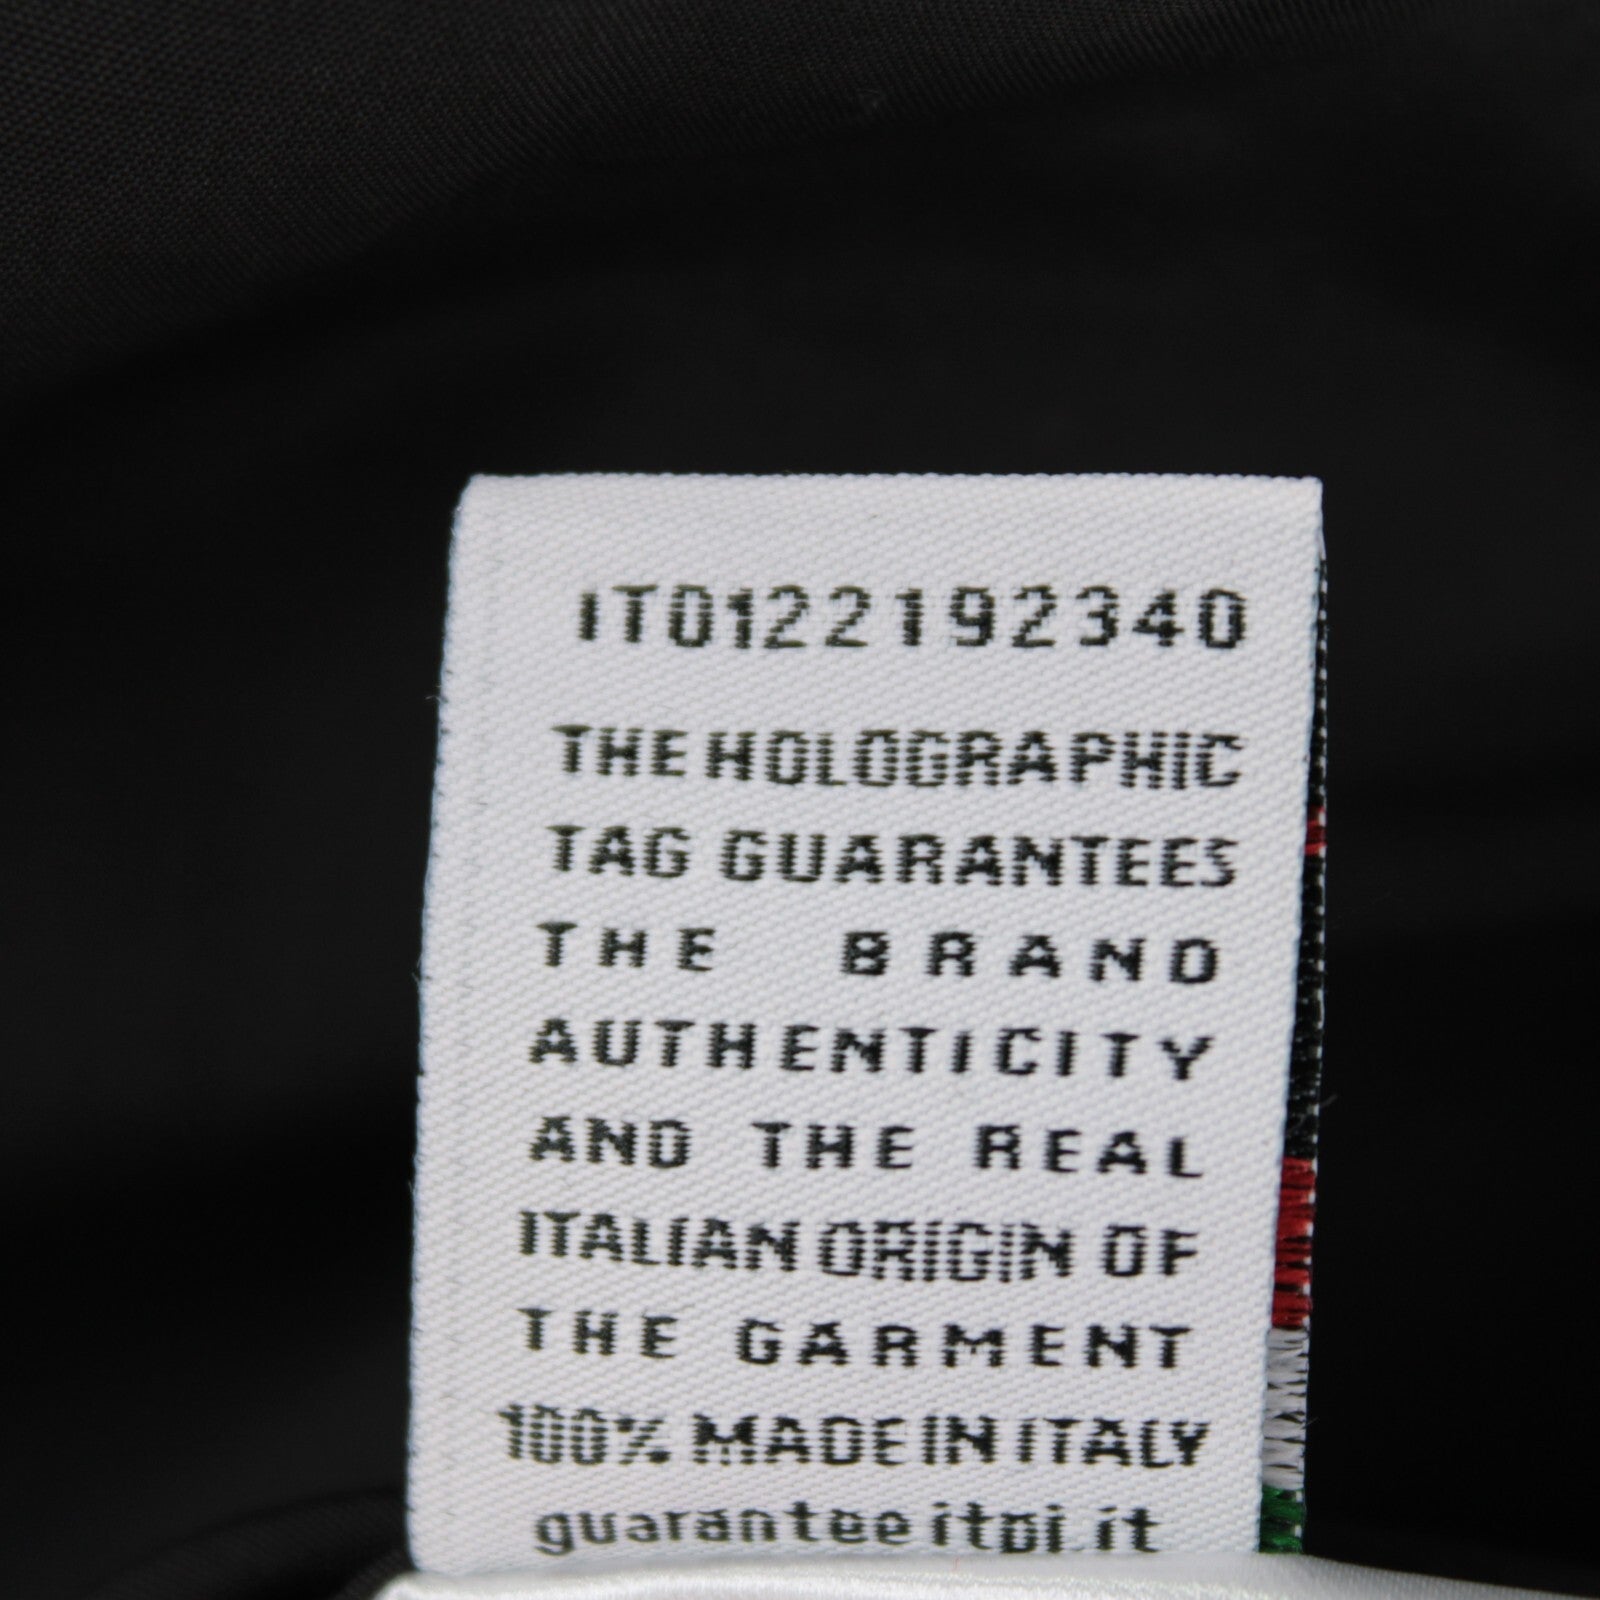 IT0122192340
THE HOLOGRAPHIC
TAG GUARANTEES
THE BRAND
AUTHENTICITY
AND THE REAL
ITALIAN ORIGIN OF
THE GARMENT
100% MADE IN ITALY
guarantee itpi.it